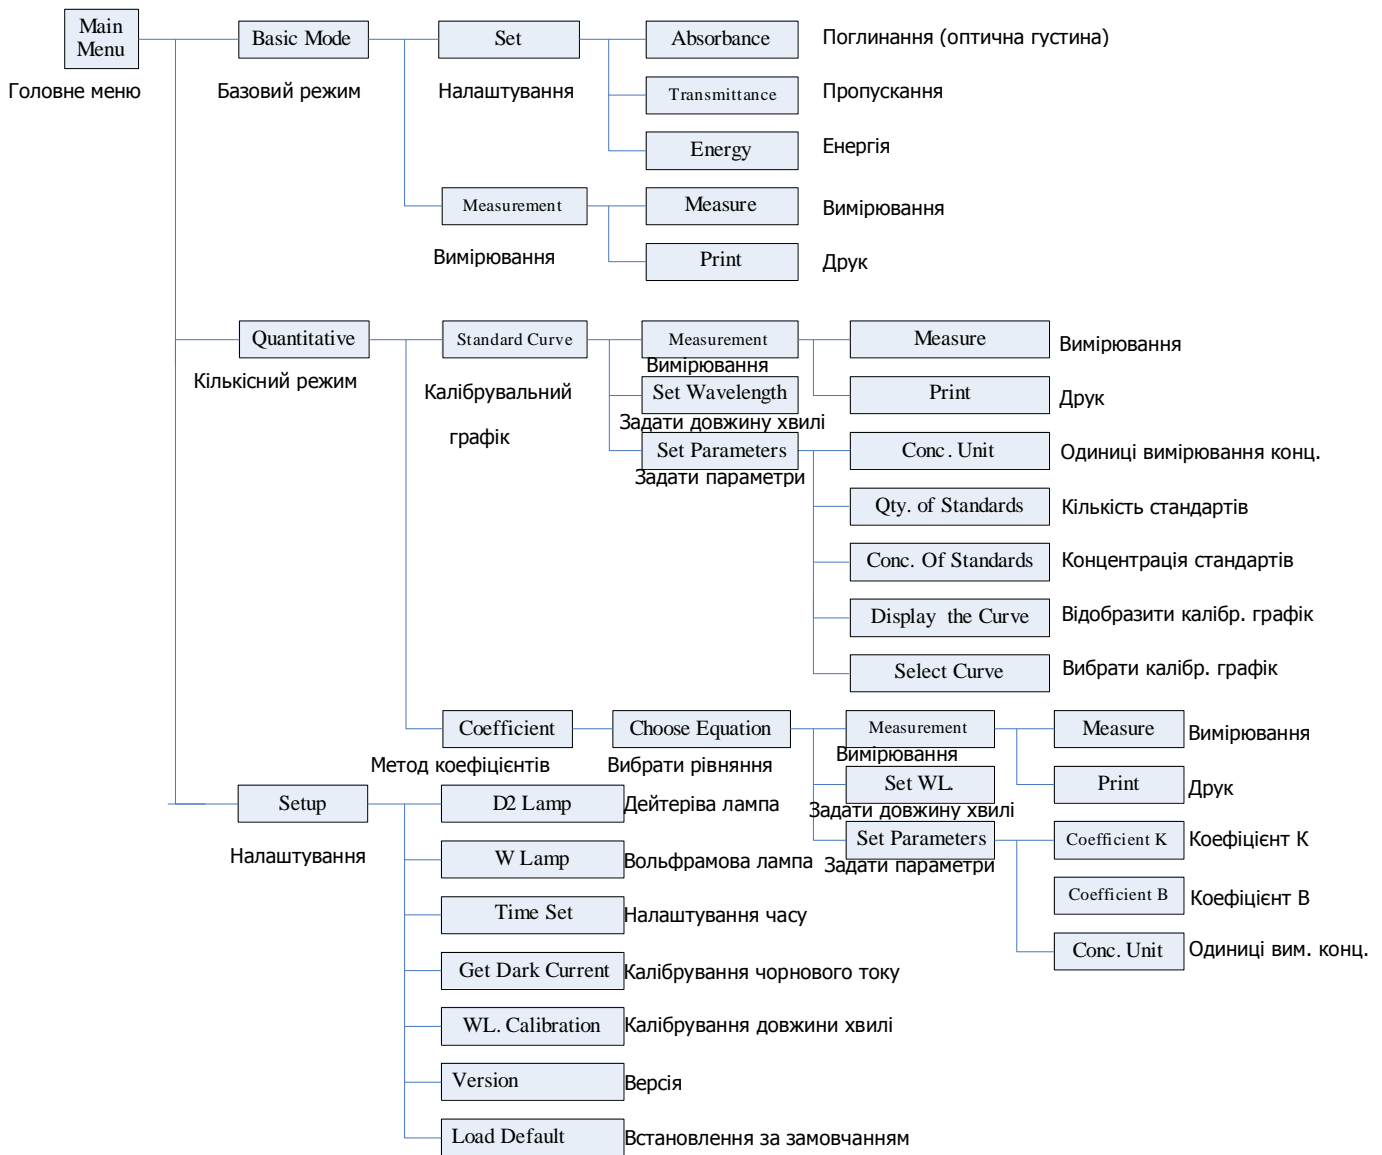 Main
Menu
Головне меню
Basic Mode
Базовий режим
Set
Налаштування
Absorbance
Поглинання (оптична густина)
Transmittance
Пропускання
Energy
Енергія
Measurement
Вимірювання
Measure
Вимірювання
Print
Друк
Quantitative
Кількісний режим
Standard Curve
Калібрувальний
графік
Measurement
Вимірювання
Measure
Вимірювання
Print
Друк
Set Wavelength
Задати довжину хвилі
Set Parameters
Задати параметри
Conc. Unit
Одиниці вимірювання конц.
Qty. of Standards
Кількість стандартів
Conc. Of Standards
Концентрація стандартів
Display the Curve
Відобразити калібр. графік
Select Curve
Вибрати калібр. графік
Coefficient
Метод коефіцієнтів
Choose Equation
Вибрати рівняння
Measurement
Вимірювання
Measure
Вимірювання
Print
Друк
Set WL.
Задати довжину хвилі
Set Parameters
Задати параметри
Coefficient K
Коефіцієнт К
Coefficient B
Коефіцієнт В
Conc. Unit
Одиниці вим. конц.
Setup
Налаштування
D2 Lamp
Дейтеріва лампа
W Lamp
Вольфрамова лампа
Time Set
Налаштування часу
Get Dark Current
Калібрування чорнового току
WL. Calibration
Калібрування довжини хвилі
Version
Версія
Load Default
Встановлення за замовчанням